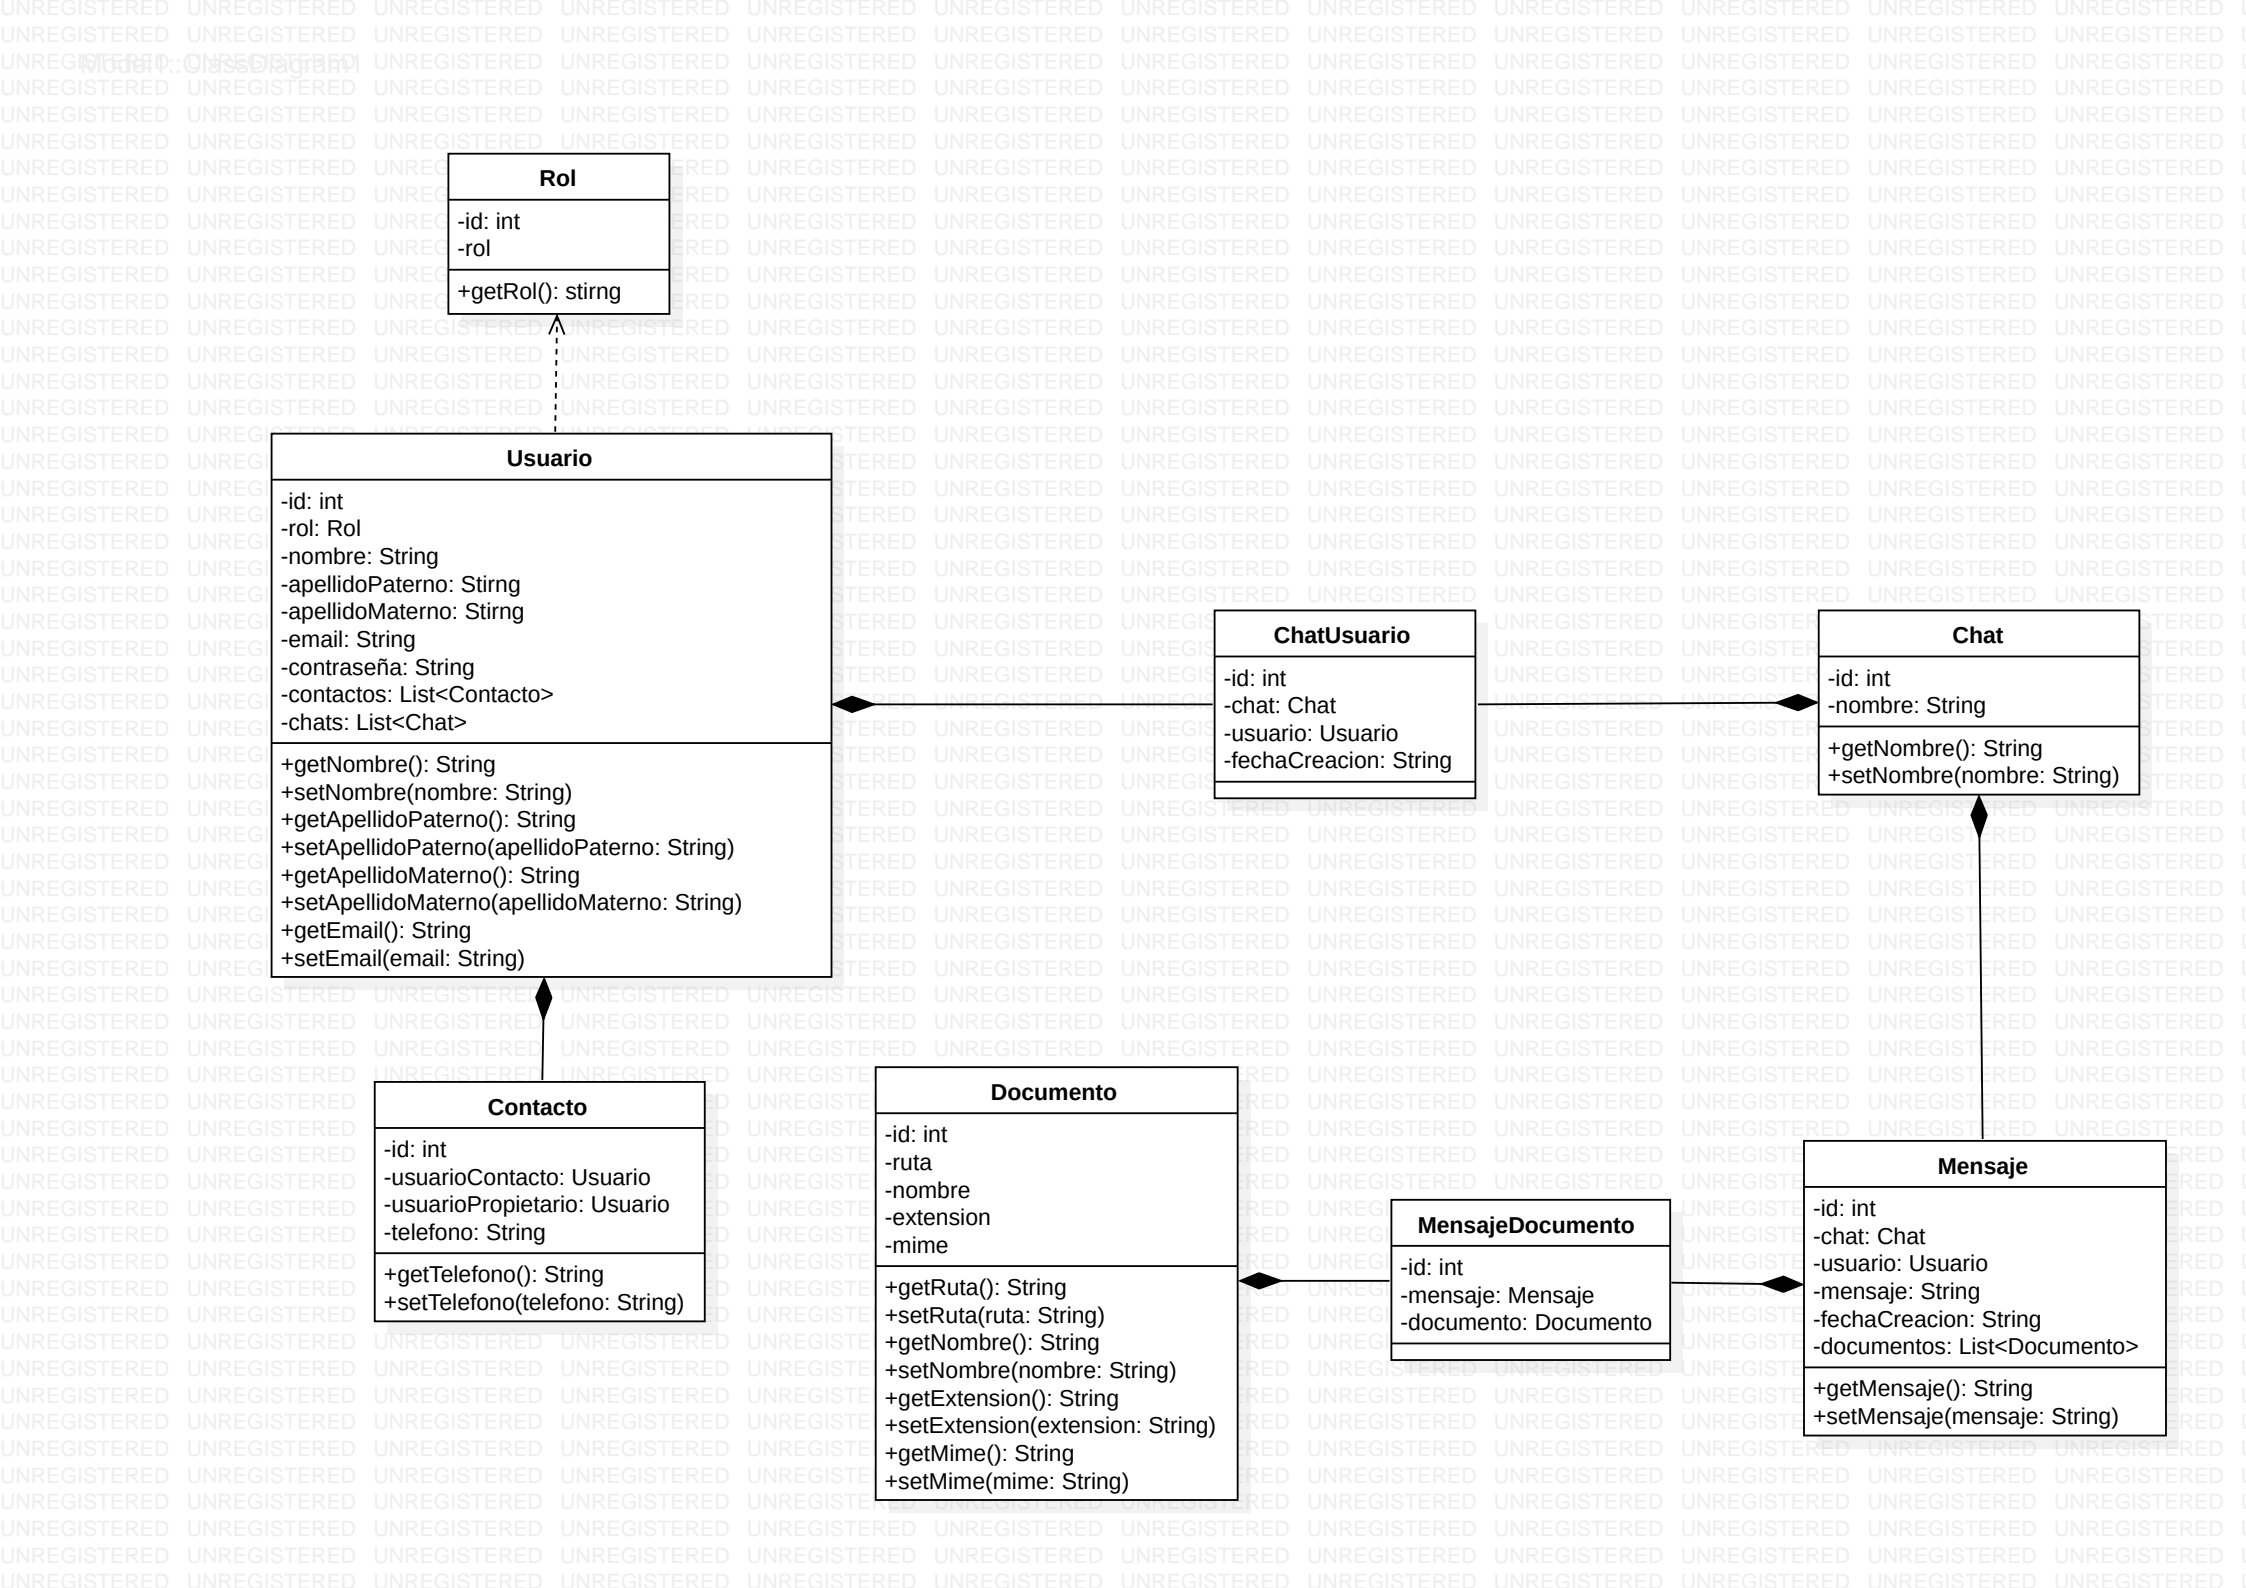 Model1::ClassDiagram1
Rol
-id: int
-rol
+getRol(): stirng
Usuario
-id: int
-rol: Rol
-nombre: String
-apellidoPaterno: Stirng
-apellidoMaterno: Stirng
-email: String
-contraseña: String
-contactos: List<Contacto>
-chats: List<Chat>
+getNombre(): String
+setNombre(nombre: String)
+getApellidoPaterno(): String
+setApellidoPaterno(apellidoPaterno: String)
+getApellidoMaterno(): String
+setApellidoMaterno(apellidoMaterno: String)
+getEmail(): String
+setEmail(email: String)
ChatUsuario
-id: int
-chat: Chat
-usuario: Usuario
-fechaCreacion: String
Chat
-id: int
-nombre: String
+getNombre(): String
+setNombre(nombre: String)
Contacto
-id: int
-usuarioContacto: Usuario
-usuarioPropietario: Usuario
-telefono: String
+getTelefono(): String
+setTelefono(telefono: String)
Documento
-id: int
-ruta
-nombre
-extension
-mime
+getRuta(): String
+setRuta(ruta: String)
+getNombre(): String
+setNombre(nombre: String)
+getExtension(): String
+setExtension(extension: String)
+getMime(): String
+setMime(mime: String)
MensajeDocumento
-id: int
-mensaje: Mensaje
-documento: Documento
Mensaje
-id: int
-chat: Chat
-usuario: Usuario
-mensaje: String
-fechaCreacion: String
-documentos: List<Documento>
+getMensaje(): String
+setMensaje(mensaje: String)
UNREGISTERED